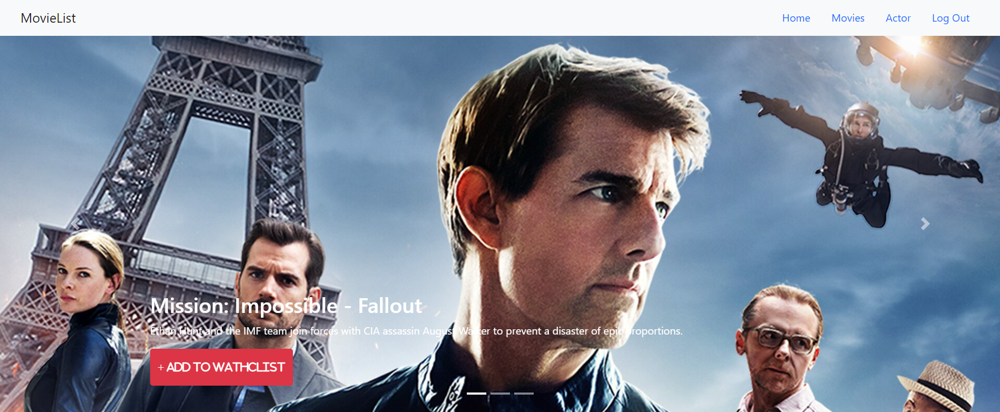 MovieList
Home Movies Actor Log Out
Mission: Impossible - Fallout
Ethan Hunt and the IMF team join forces with CIA assassin August Walker to prevent a disaster of epic proportions.
+ ADD TO WATHCLIST